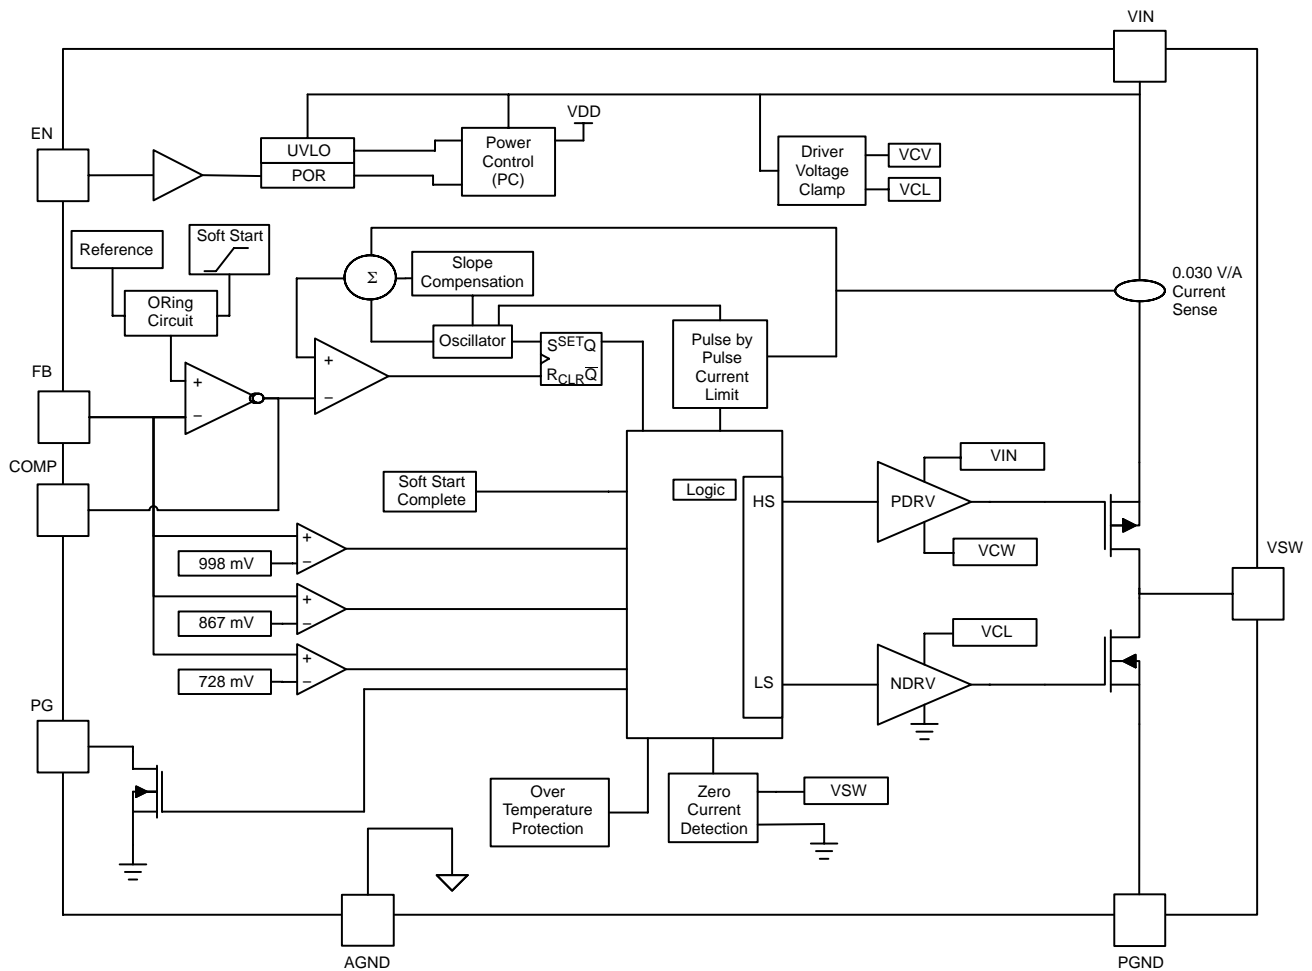 VIN
EN
UVLO
POR
Power
Control
(PC)
VDD
Driver
Voltage
Clamp
VCV
VCL
Reference
Soft Start
ORing
Circuit
Σ
Slope
Compensation
Oscillator
S SET Q
R CLR Q̅
Pulse by
Pulse
Current
Limit
0.030 V/A
Current
Sense
FB
+
−
+
−
COMP
Soft Start
Complete
Logic
HS
LS
PDRV
VIN
VCW
VSW
998 mV
+
−
867 mV
+
−
728 mV
+
−
NDRV
VCL
PG
Over
Temperature
Protection
Zero
Current
Detection
VSW
AGND
PGND